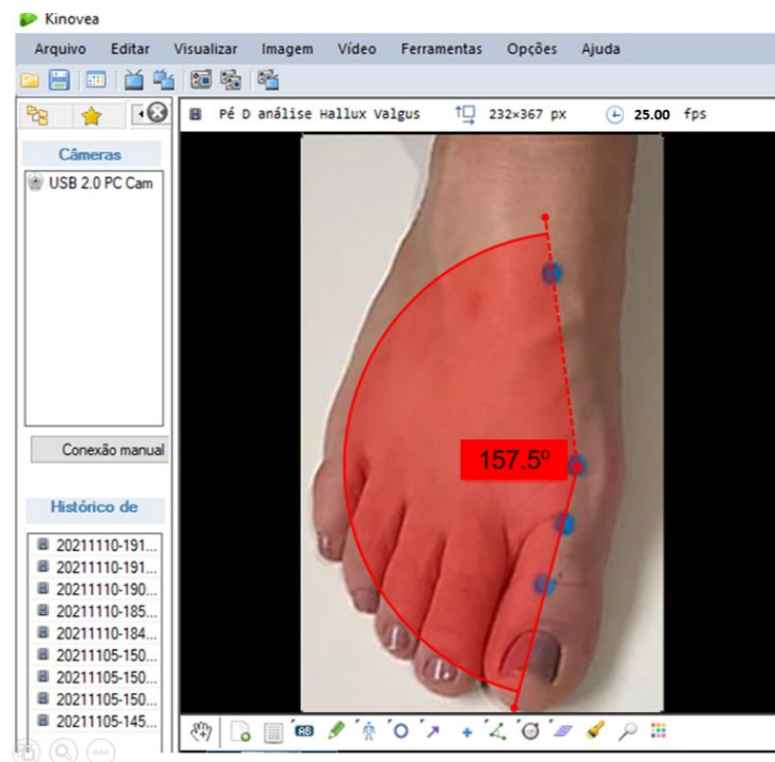 Kinovea
Arquivo Editar Visualizar Imagem Vídeo Ferramentas Opções Ajuda
Pé D análise Hallux Valgus 232×367 px 25.00 fps
Câmeras
USB 2.0 PC Cam
157.5º
Conexão manual
Histórico de
20211110-191...
20211110-191...
20211110-190...
20211110-185...
20211110-184...
20211105-150...
20211105-150...
20211105-150...
20211105-145...